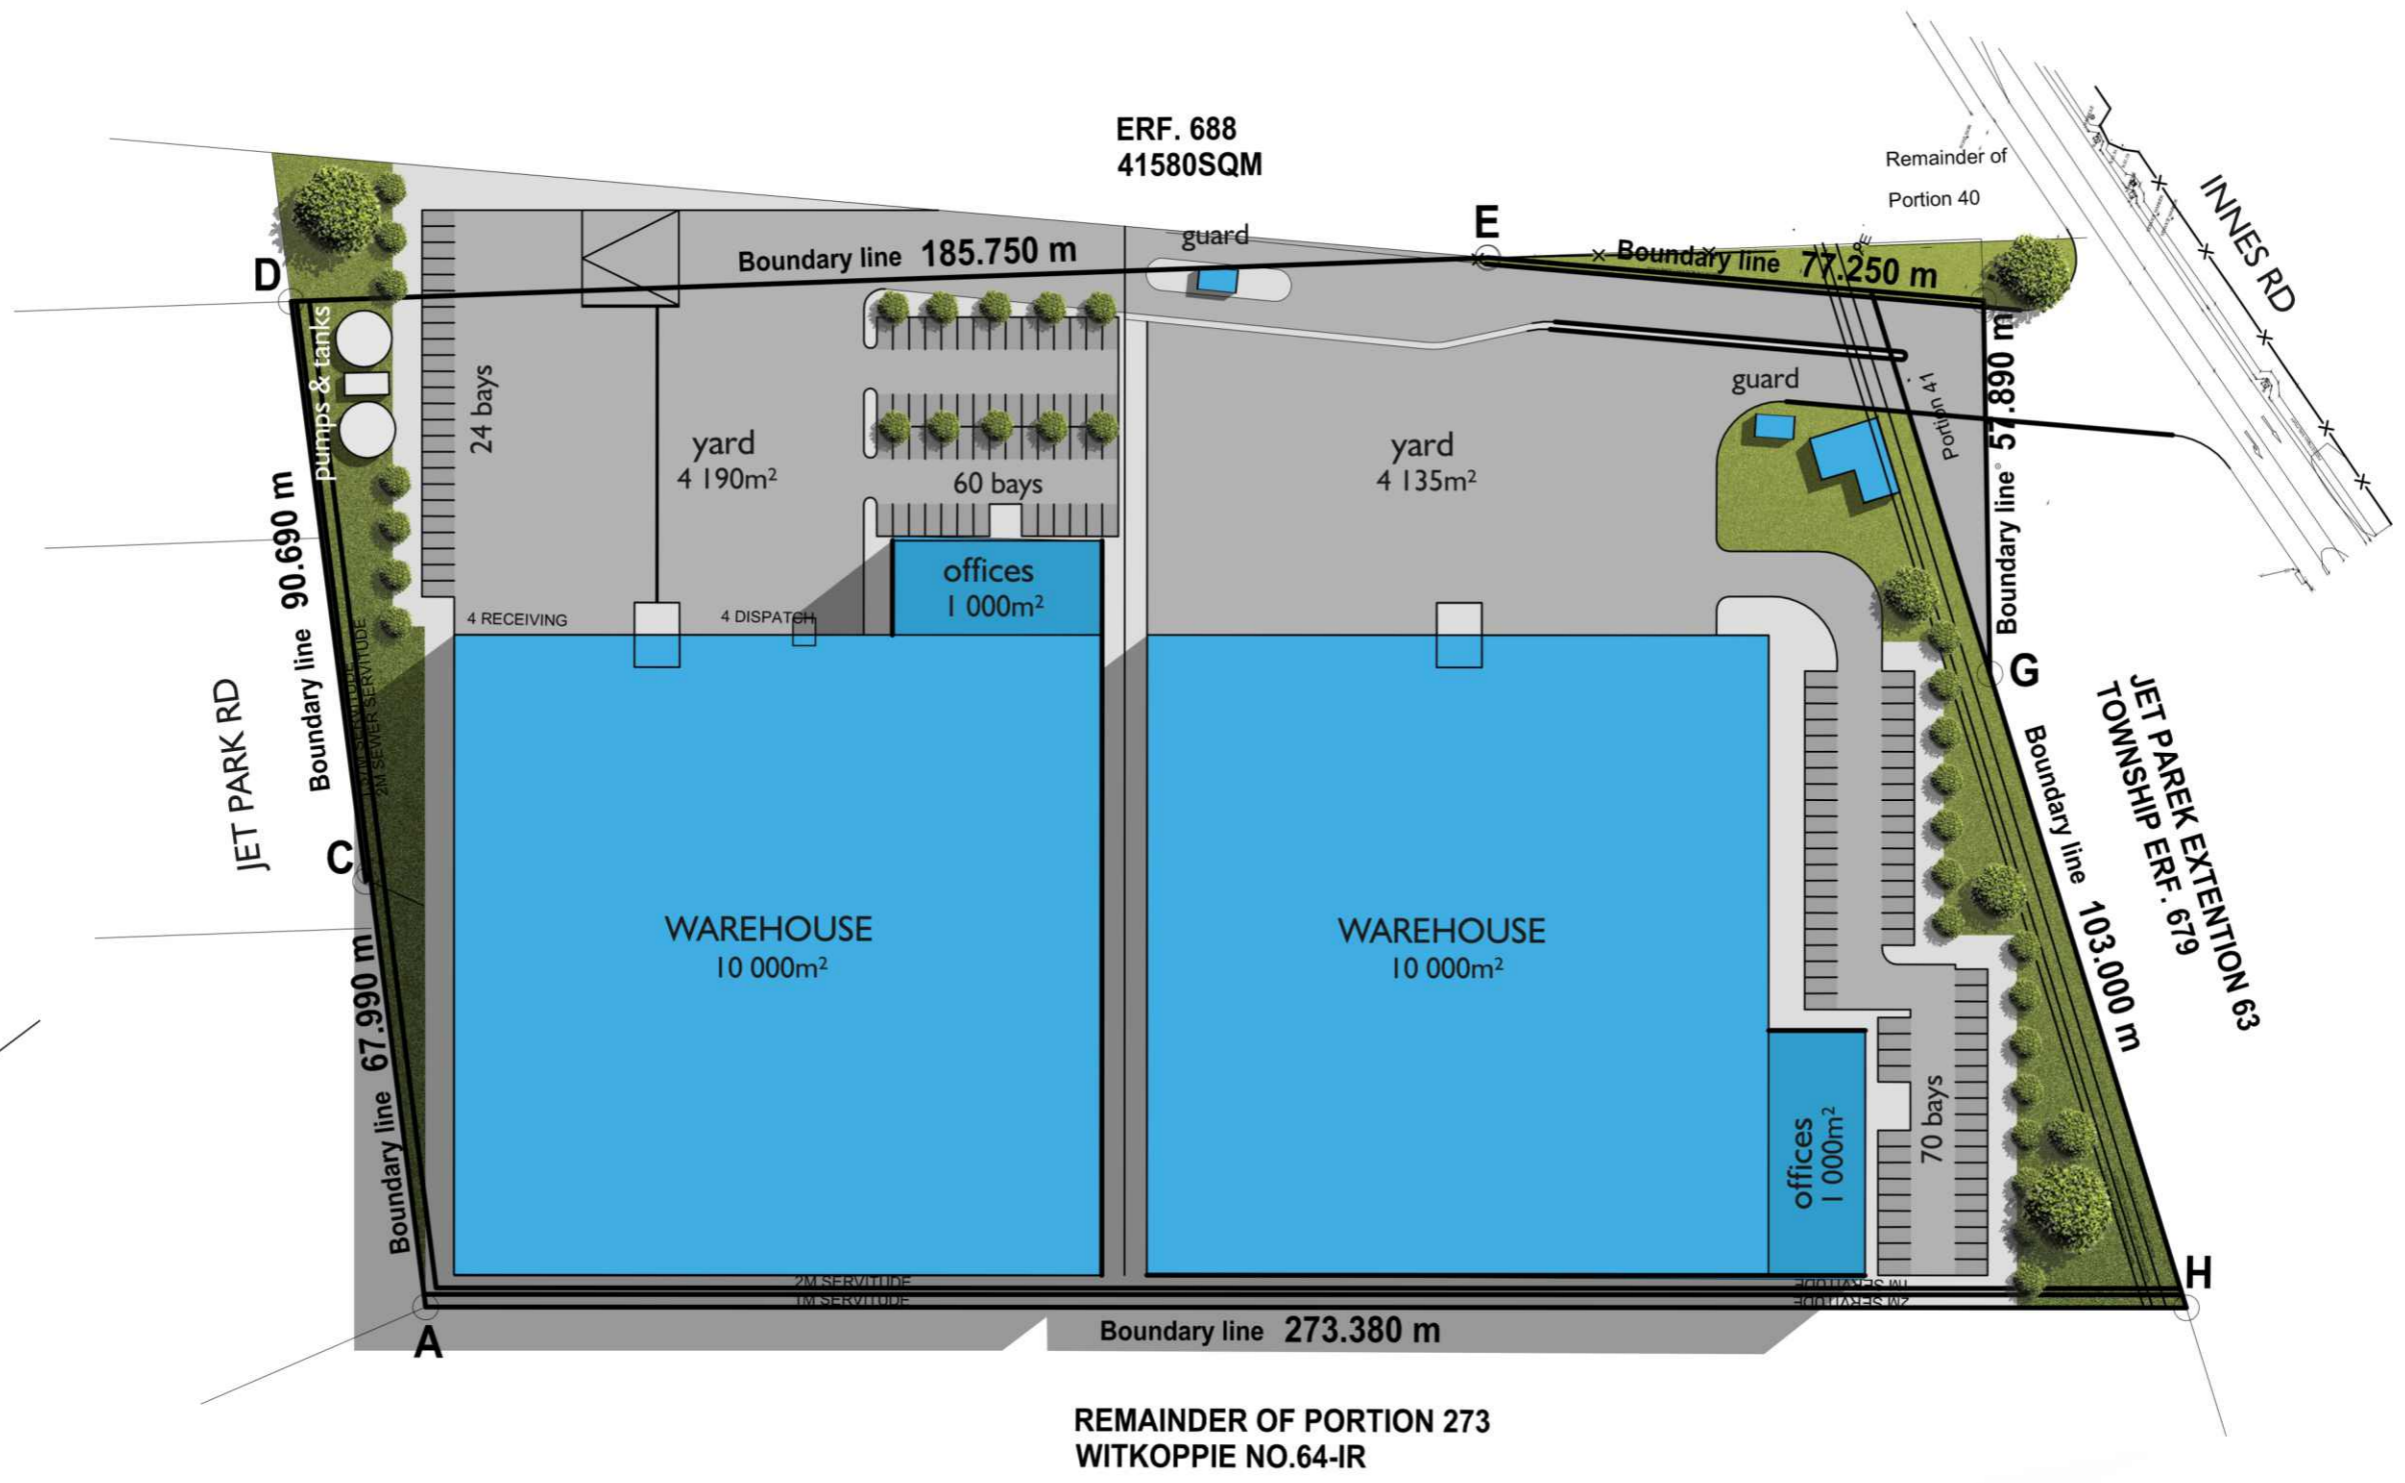 ERF. 688
41580SQM
Remainder of
Portion 40
INNES RD
E
guard
D
Boundary line 185.750 m
Boundary line 77.250 m
PE
pumps & tanks
24 bays
yard
4 190m²
60 bays
yard
4 135m²
guard
Portion 41
Boundary line 57.890 m
Boundary line 90.690 m
offices
1 000m²
4 RECEIVING
4 DISPATCH
2M SEWER SERVITUDE
G
JET PARK RD
C
JET PAREK EXTENTION 63
TOWNSHIP ERF. 679
Boundary line 103.000 m
WAREHOUSE
10 000m²
WAREHOUSE
10 000m²
Boundary line 67.990 m
offices
1 000m²
70 bays
2M SERVITUDE
1M SERVITUDE
1M SERVITUDE
2M SERVITUDE
H
A
Boundary line 273.380 m
REMAINDER OF PORTION 273
WITKOPPIE NO.64-IR